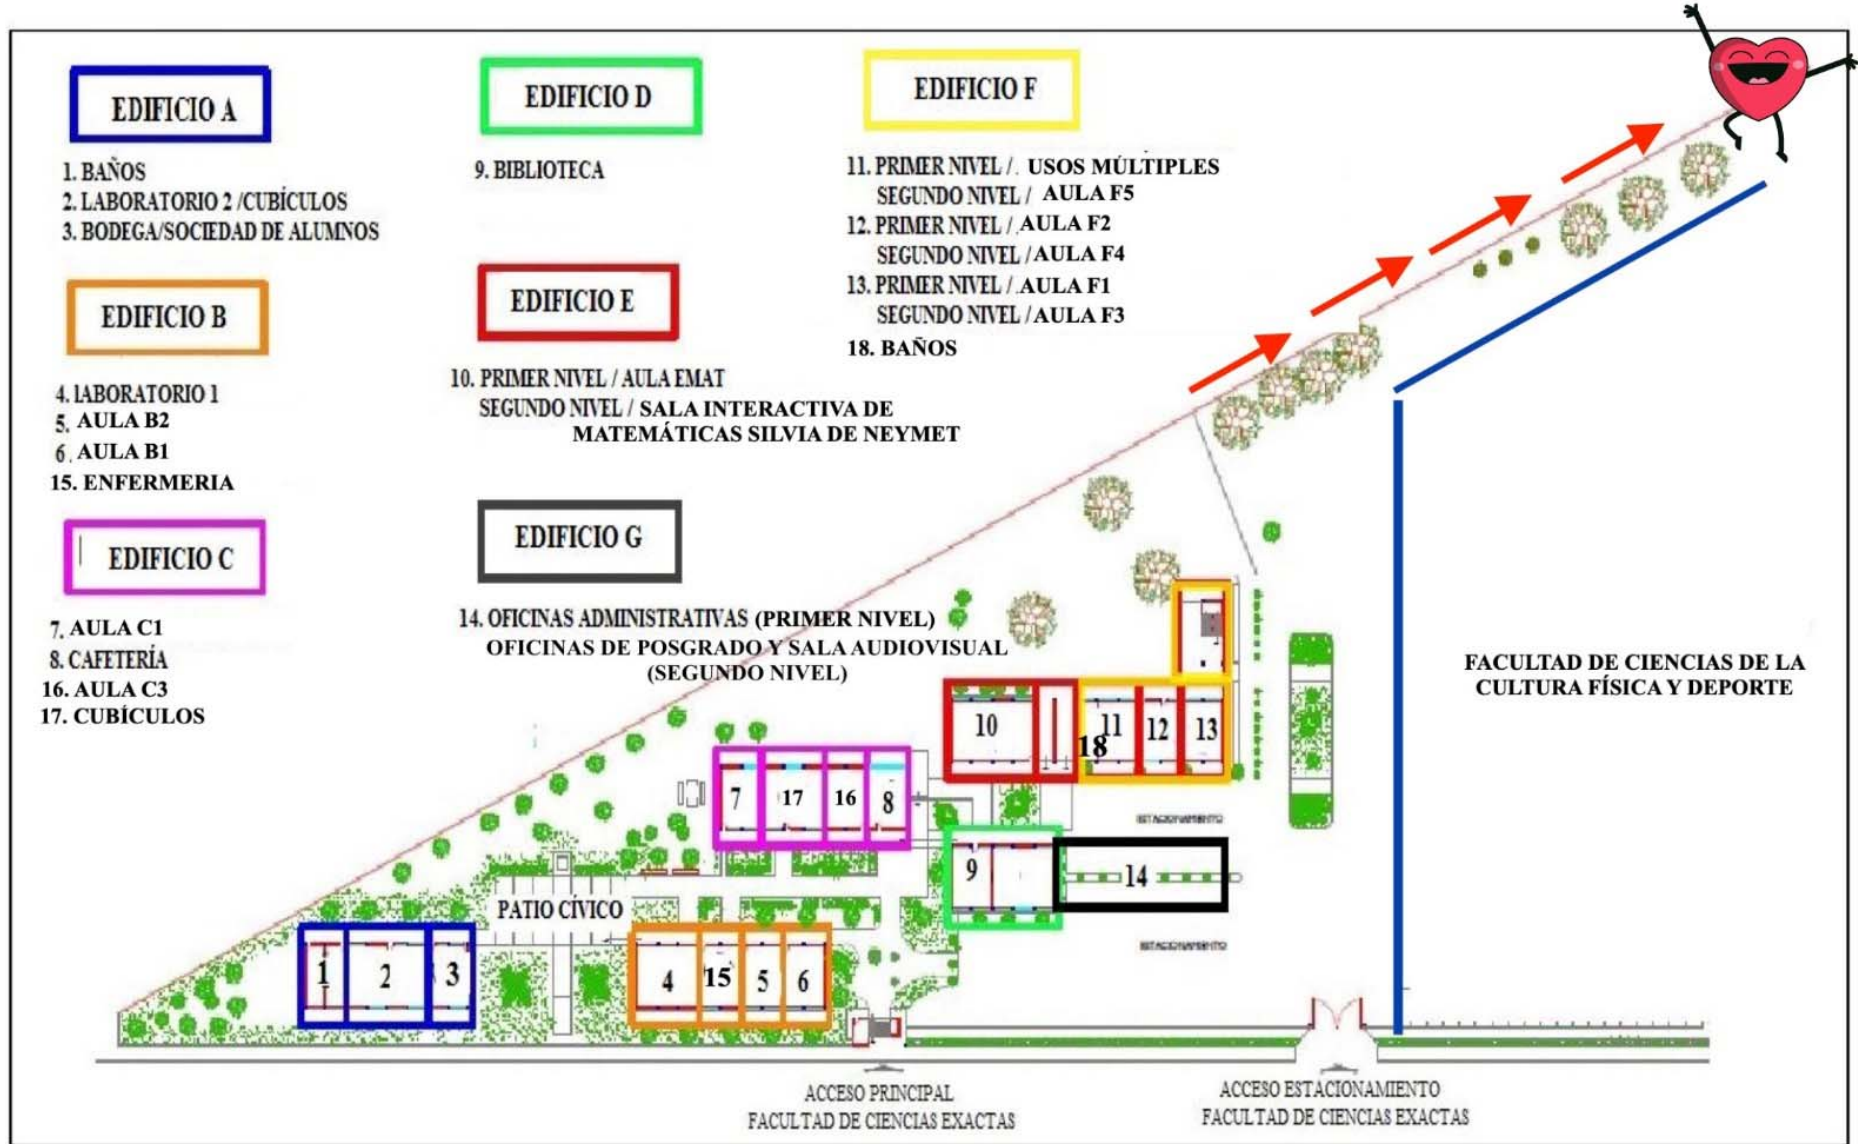 EDIFICIO A
1. BAÑOS
2. LABORATORIO 2 /CUBÍCULOS
3. BODEGA/SOCIEDAD DE ALUMNOS
EDIFICIO B
4. lABORATORIO 1
5. AULA B2
6. AULA B1
15. ENFERMERIA
EDIFICIO C
7. AULA C1
8. CAFETERÍA
16. AULA C3
17. CUBÍCULOS
EDIFICIO D
9. BIBLIOTECA
EDIFICIO E
10. PRIMER NIVEL / AULA EMAT
SEGUNDO NIVEL / SALA INTERACTIVA DE
MATEMÁTICAS SILVIA DE NEYMET
EDIFICIO G
14. OFICINAS ADMINISTRATIVAS (PRIMER NIVEL)
OFICINAS DE POSGRADO Y SALA AUDIOVISUAL
(SEGUNDO NIVEL)
EDIFICIO F
11. PRIMER NIVEL / USOS MÚLTIPLES
SEGUNDO NIVEL / AULA F5
12. PRIMER NIVEL / AULA F2
SEGUNDO NIVEL / AULA F4
13. PRIMER NIVEL / AULA F1
SEGUNDO NIVEL / AULA F3
18. BAÑOS
FACULTAD DE CIENCIAS DE LA
CULTURA FÍSICA Y DEPORTE
10
11
12
13
18
7
17
16
8
ESTACIONAMIENTO
9
14
PATIO CÍVICO
ESTACIONAMIENTO
1
2
3
4
15
5
6
ACCESO PRINCIPAL
FACULTAD DE CIENCIAS EXACTAS
ACCESO ESTACIONAMIENTO
FACULTAD DE CIENCIAS EXACTAS